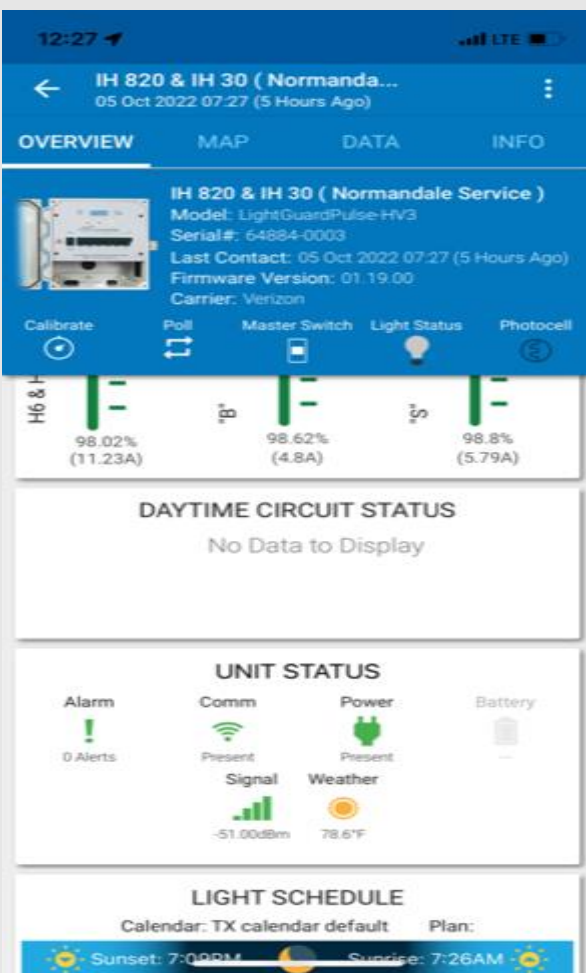 12:27
LTE
IH 820 & IH 30 ( Normanda...
05 Oct 2022 07:27 (5 Hours Ago)
OVERVIEW MAP DATA INFO
IH 820 & IH 30 ( Normandale Service )
Model: LightGuardPulse-HV3
Serial#: 64884-0003
Last Contact: 05 Oct 2022 07:27 (5 Hours Ago)
Firmware Version: 01.19.00
Carrier: Verizon
Calibrate Poll Master Switch Light Status Photocell
H6 & H
"B"
"S"
98.02% 98.62% 98.8%
(11.23A) (4.8A) (5.79A)
DAYTIME CIRCUIT STATUS
No Data to Display
UNIT STATUS
Alarm Comm Power Battery
0 Alerts Present Present --
Signal Weather
-51.00dBm 78.6°F
LIGHT SCHEDULE
Calendar: TX calendar default Plan:
Sunset: 7:09PM Sunrise: 7:26AM